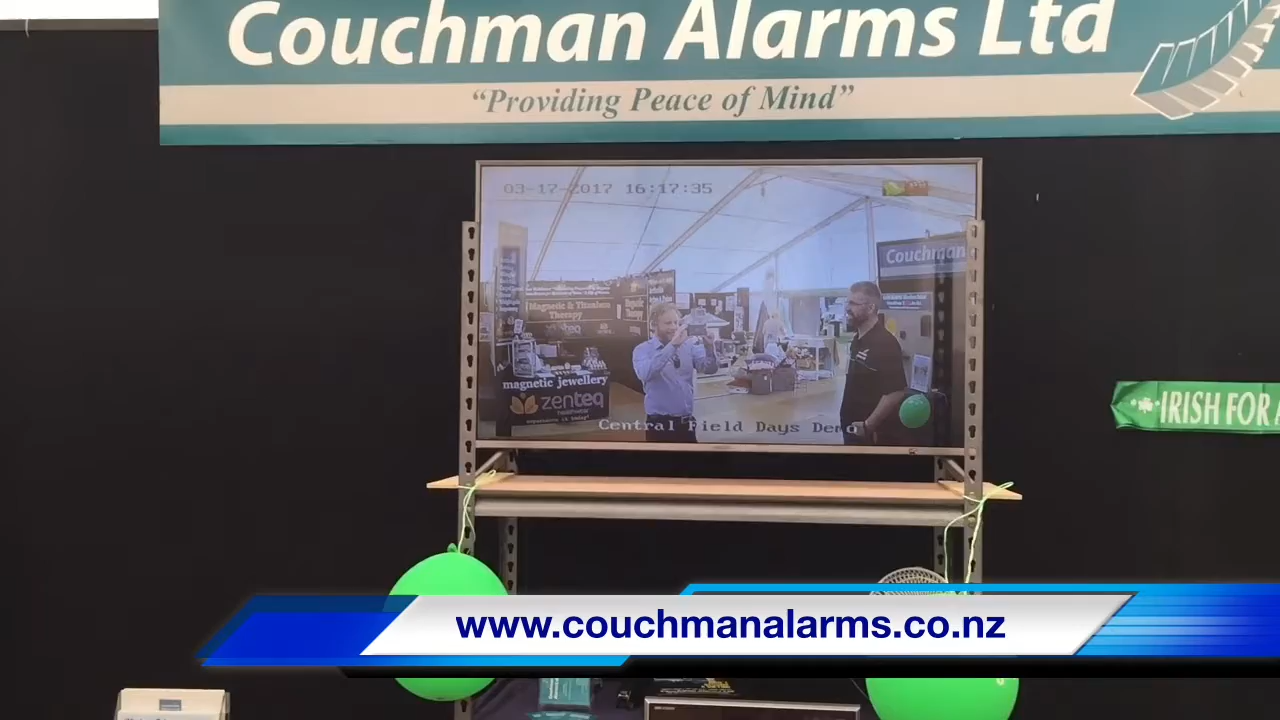 Couchman Alarms Ltd
“Providing Peace of Mind”
03-17-2017 16:17:35
Couchman
Magnetic & Titanium
Therapy
magnetic jewellery
zenteq
Central Field Days Demo
IRISH FOR A
www.couchmanalarms.co.nz